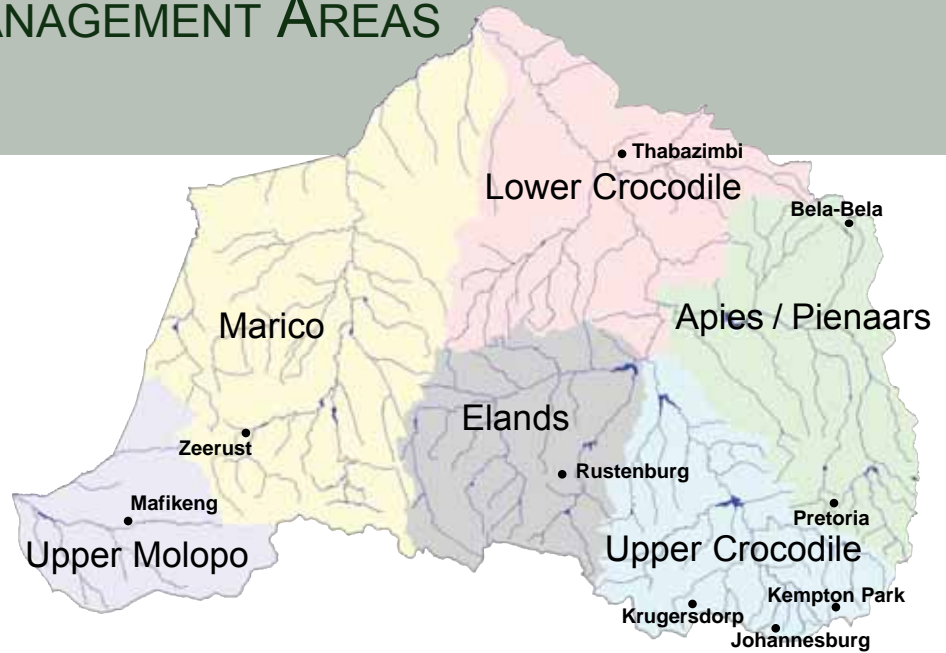 ANAGEMENT AREAS
Thabazimbi
Lower Crocodile
Bela-Bela
Marico
Apies / Pienaars
Elands
Zeerust
Rustenburg
Mafikeng
Pretoria
Upper Molopo
Upper Crocodile
Kempton Park
Krugersdorp
Johannesburg